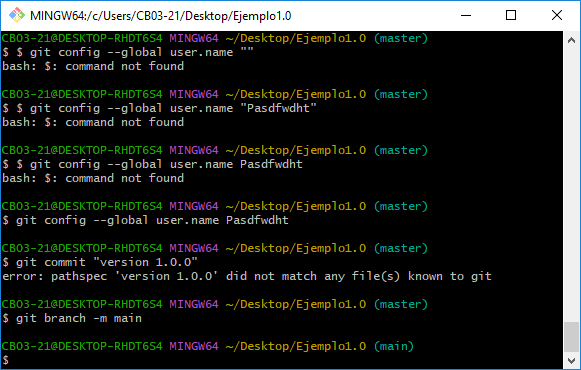 MINGW64:/c/Users/CB03-21/Desktop/Ejemplo1.0
CB03-21@DESKTOP-RHDT6S4 MINGW64 ~/Desktop/Ejemplo1.0 (master)
$ $ git config --global user.name ""
bash: $: command not found
CB03-21@DESKTOP-RHDT6S4 MINGW64 ~/Desktop/Ejemplo1.0 (master)
$ $ git config --global user.name "Pasdfwdht"
bash: $: command not found
CB03-21@DESKTOP-RHDT6S4 MINGW64 ~/Desktop/Ejemplo1.0 (master)
$ $ git config --global user.name Pasdfwdht
bash: $: command not found
CB03-21@DESKTOP-RHDT6S4 MINGW64 ~/Desktop/Ejemplo1.0 (master)
$ git config --global user.name Pasdfwdht
CB03-21@DESKTOP-RHDT6S4 MINGW64 ~/Desktop/Ejemplo1.0 (master)
$ git commit "version 1.0.0"
error: pathspec 'version 1.0.0' did not match any file(s) known to git
CB03-21@DESKTOP-RHDT6S4 MINGW64 ~/Desktop/Ejemplo1.0 (master)
$ git branch -m main
CB03-21@DESKTOP-RHDT6S4 MINGW64 ~/Desktop/Ejemplo1.0 (main)
$